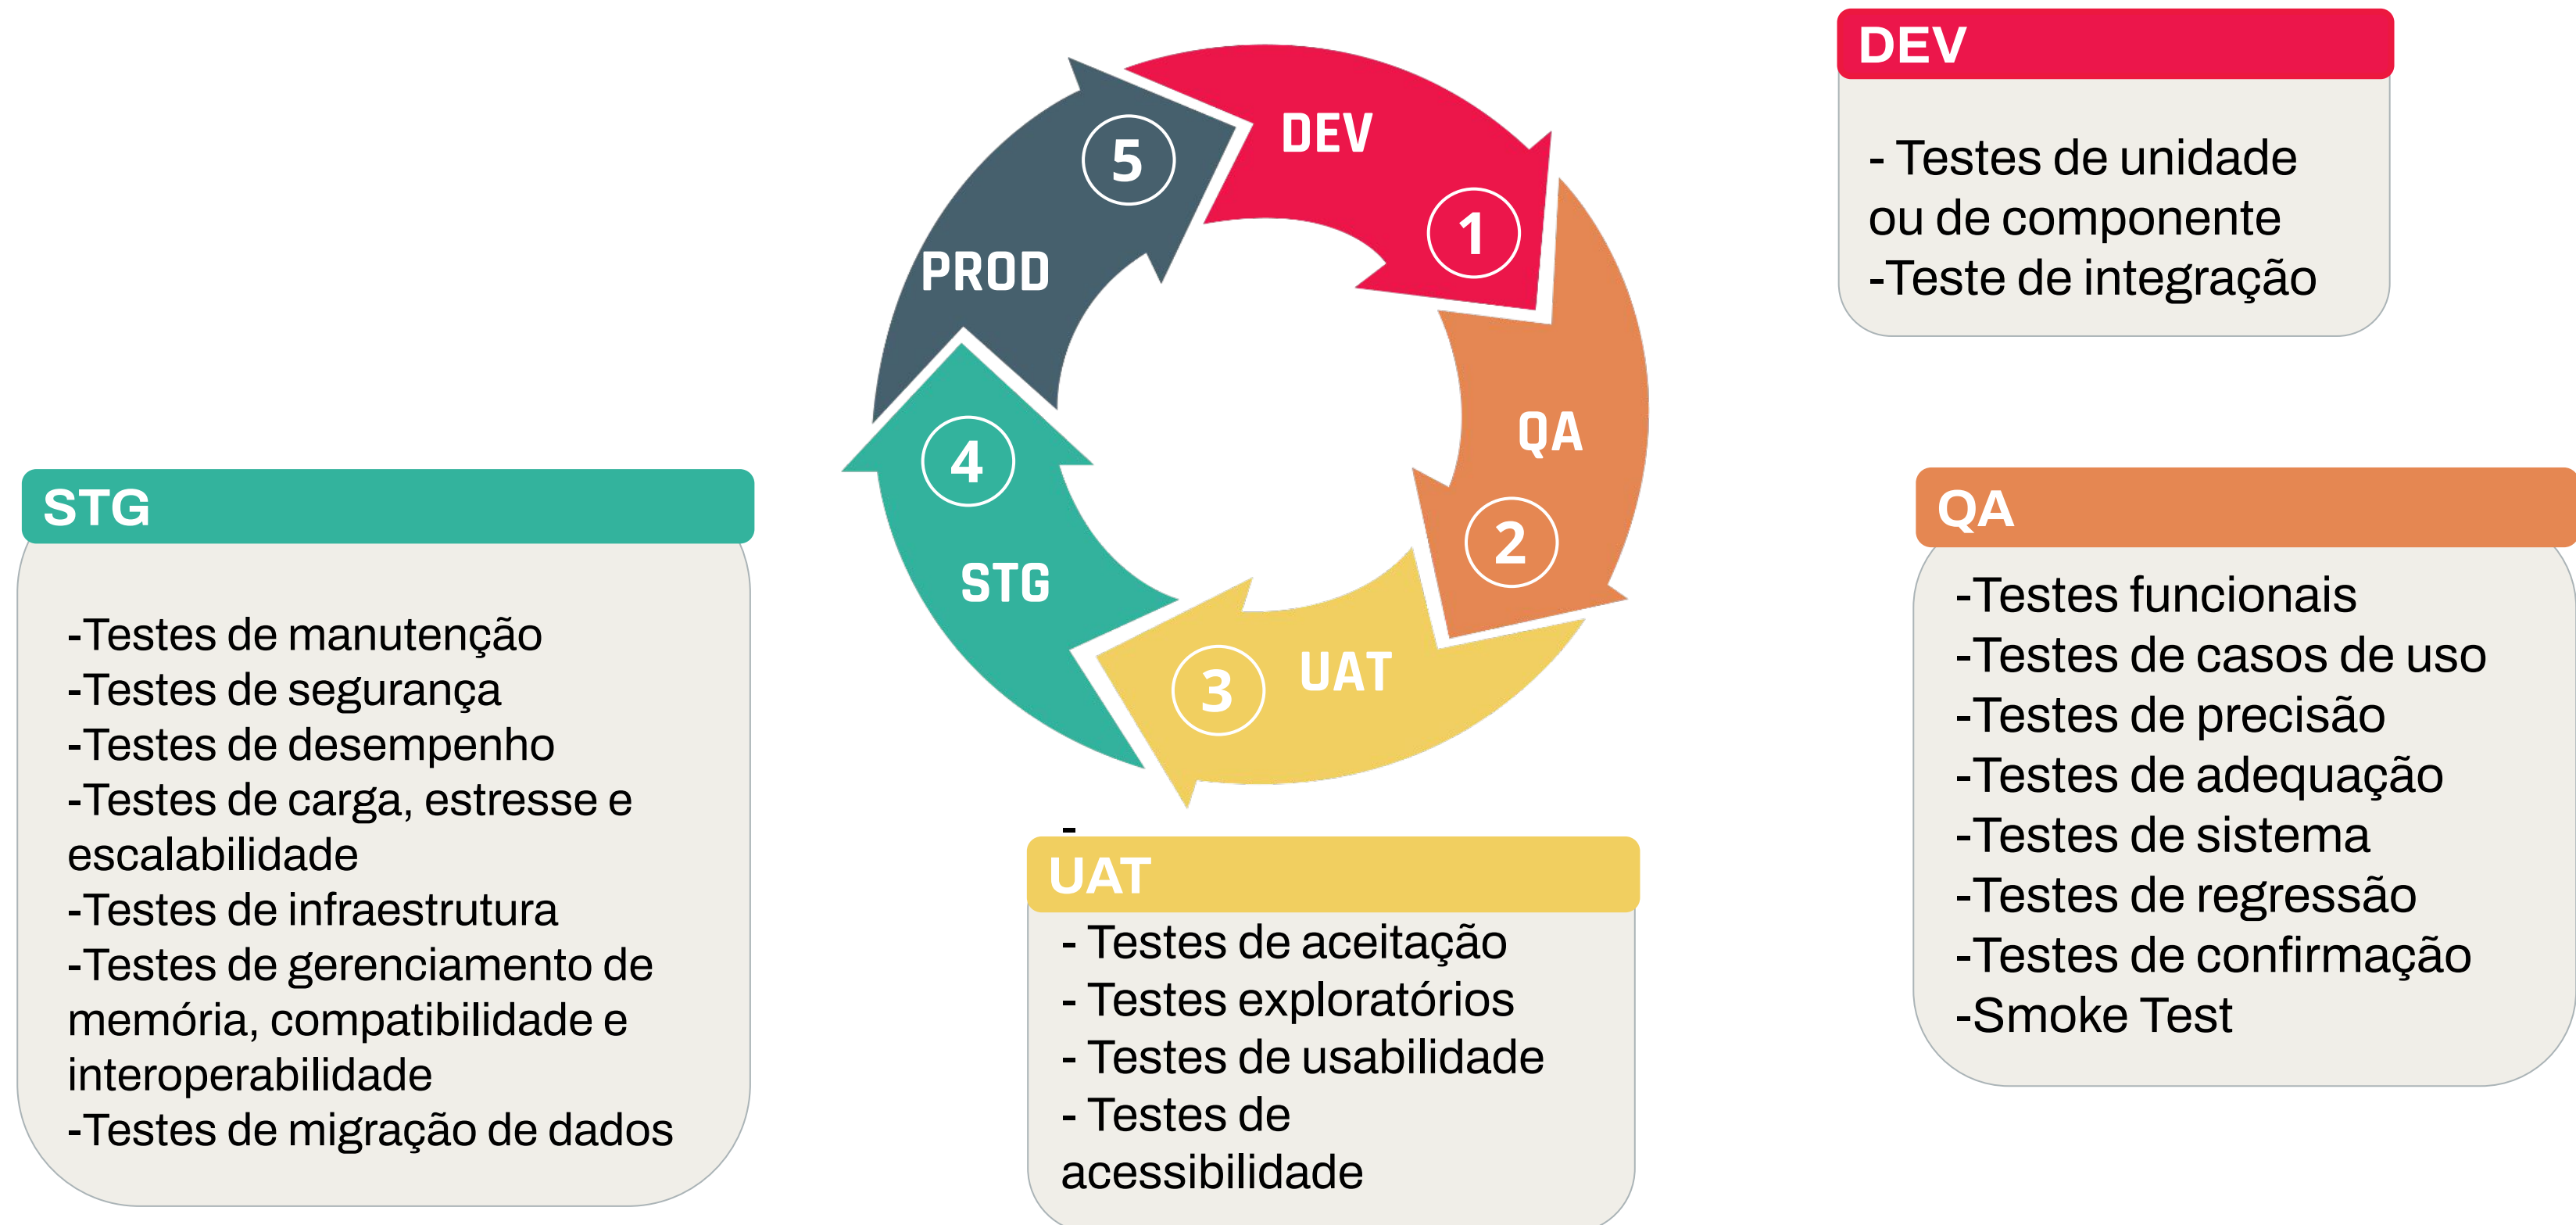 DEV
1
QA
2
UAT
3
STG
4
PROD
5
DEV
- Testes de unidade
ou de componente
-Teste de integração
QA
-Testes funcionais
-Testes de casos de uso
-Testes de precisão
-Testes de adequação
-Testes de sistema
-Testes de regressão
-Testes de confirmação
-Smoke Test
-
UAT
- Testes de aceitação
- Testes exploratórios
- Testes de usabilidade
- Testes de
acessibilidade
STG
-Testes de manutenção
-Testes de segurança
-Testes de desempenho
-Testes de carga, estresse e
escalabilidade
-Testes de infraestrutura
-Testes de gerenciamento de
memória, compatibilidade e
interoperabilidade
-Testes de migração de dados